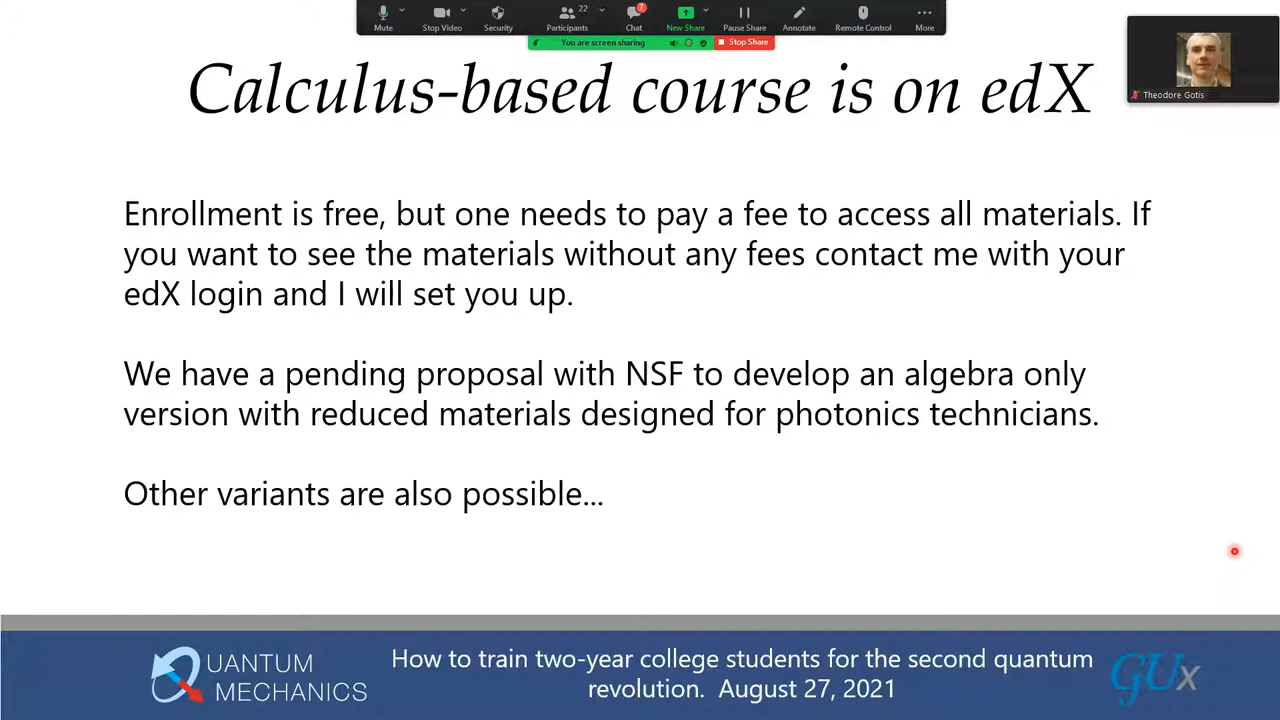 Mute
Stop Video
Security
22
Participants
7
Chat
New Share
Pause Share
Annotate
Remote Control
More
You are screen sharing
Stop Share
Theodore Gotis
Calculus-based course is on edX
Enrollment is free, but one needs to pay a fee to access all materials. If
you want to see the materials without any fees contact me with your
edX login and I will set you up.
We have a pending proposal with NSF to develop an algebra only
version with reduced materials designed for photonics technicians.
Other variants are also possible...
QUANTUM
MECHANICS
How to train two-year college students for the second quantum
revolution. August 27, 2021
GUx